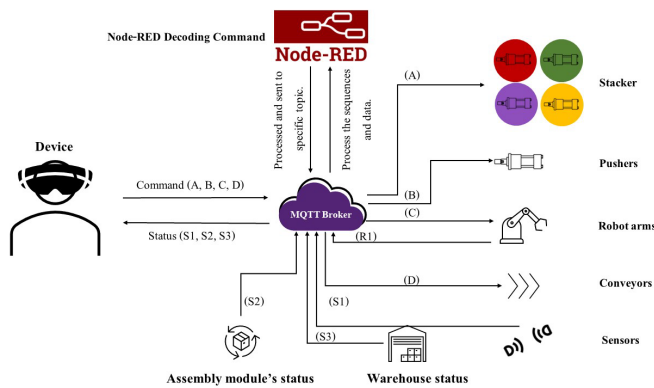 Node-RED Decoding Command
Node-RED
Processed and sent to
specific topic.
Process the sequences
and data.
(A)
Stacker
Device
Pushers
Command (A, B, C, D)
(B)
MQTT Broker
(C)
Robot arms
Status (S1, S2, S3)
(R1)
(D)
Conveyors
(S2)
(S1)
(S3)
Sensors
Assembly module's status
Warehouse status